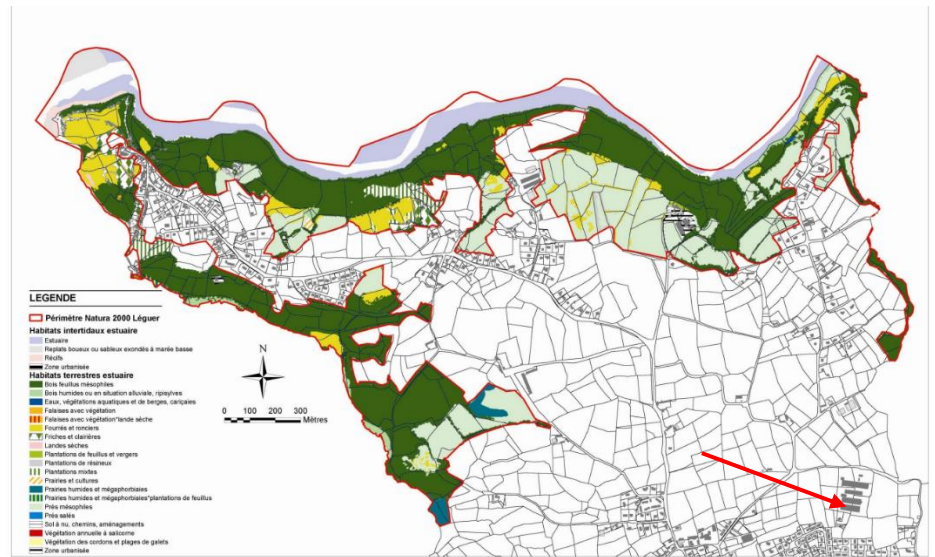 LEGENDE
Périmètre Natura 2000 Léguer
Habitats intertidaux estuaire
Estuaire
Replats boueux ou sableux exondés à marée basse
Récifs
Zone urbanisée
Habitats terrestres estuaire
Bois feuillus mésophiles
Bois humides ou en situation alluviale, ripisylves
Eaux, végétations aquatiques et de berges, cariçaies
Falaises avec végétation
Falaises avec végétation*lande sèche
Fourrés et ronciers
Friches et clairières
Landes sèches
Plantations de feuillus et vergers
Plantations de résineux
Plantations mixtes
Prairies et cultures
Prairies humides et mégaphorbiaies
Prairies humides et mégaphorbiaies*plantations de feuillus
Prés mésophiles
Prés salés
Sol à nu, chemins, aménagements
Végétation annuelle à salicorne
Végétation des cordons et plages de galets
Zone urbanisée
N
0 100 200 300
Mètres